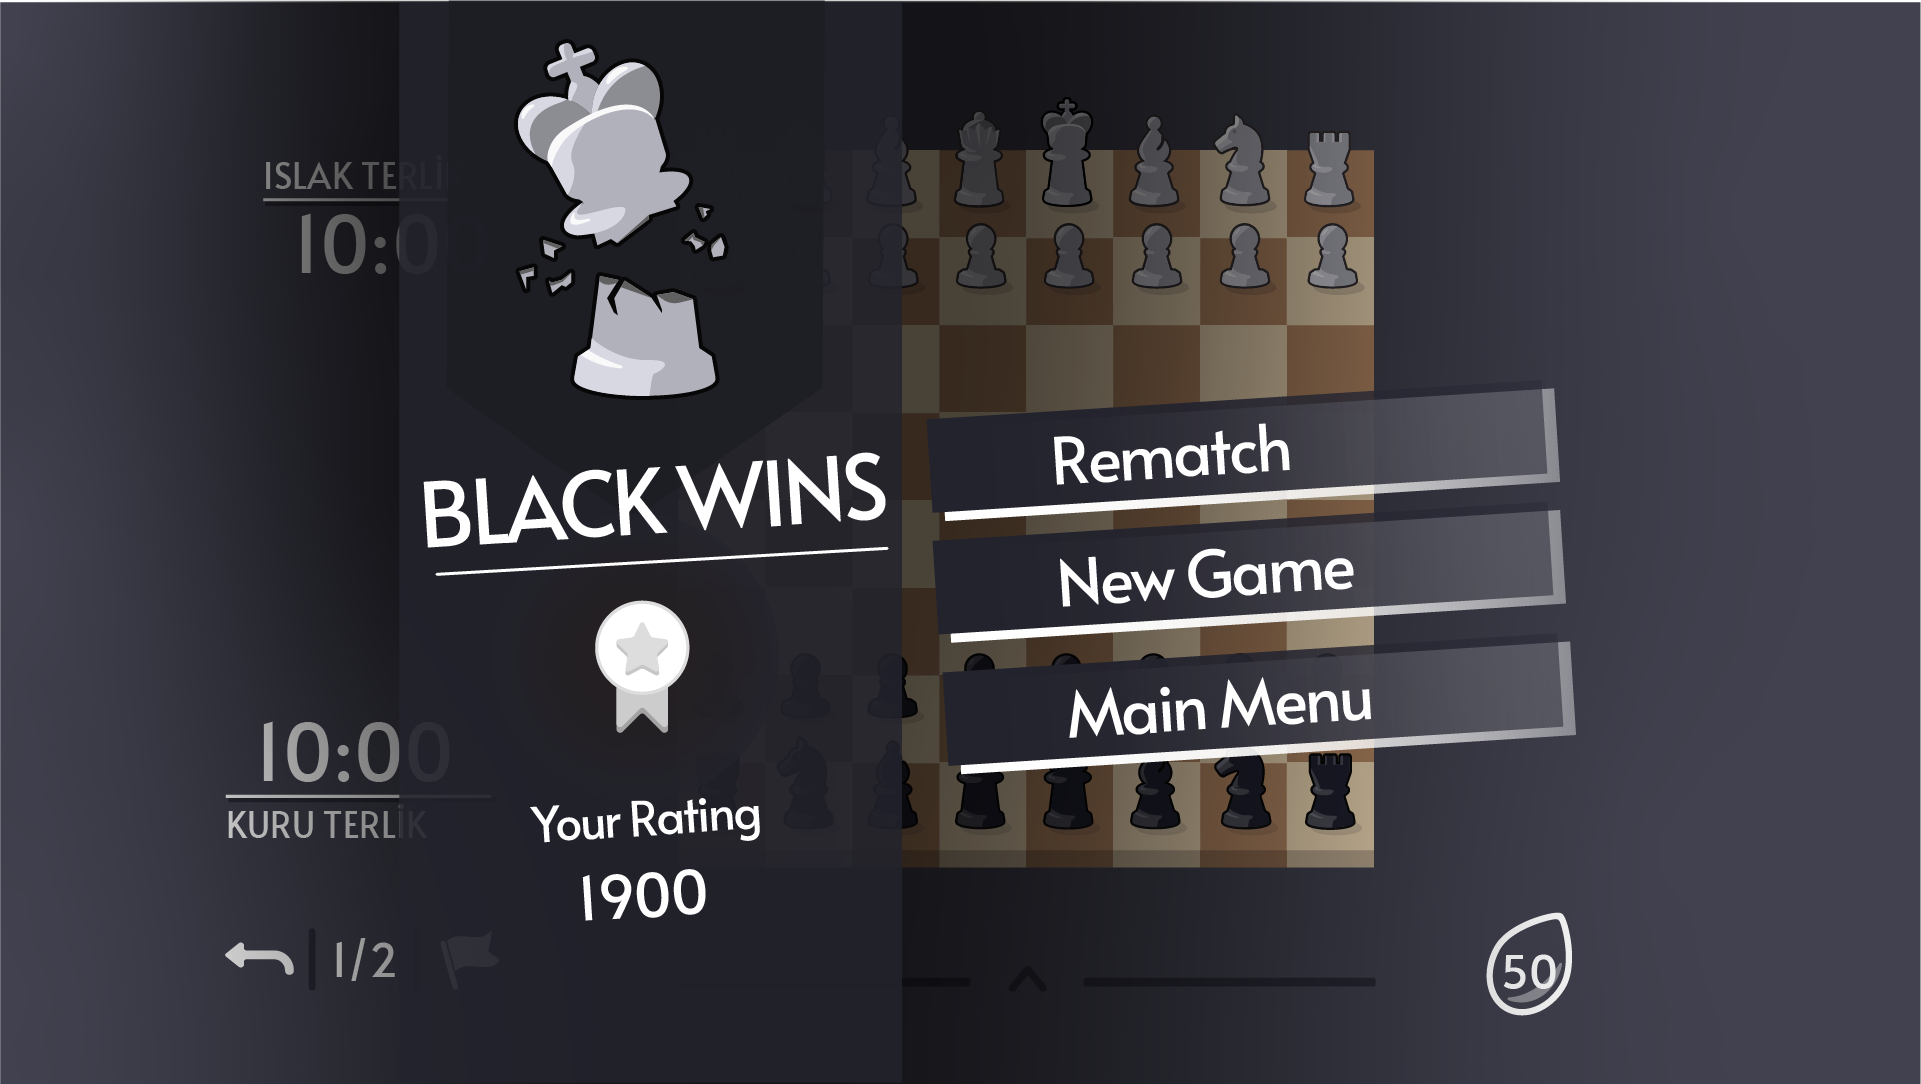 ISLAK TERLİK
10:00
BLACK WINS
Rematch
New Game
Main Menu
10:00
KURU TERLİK
Your Rating
1900
1/2
50